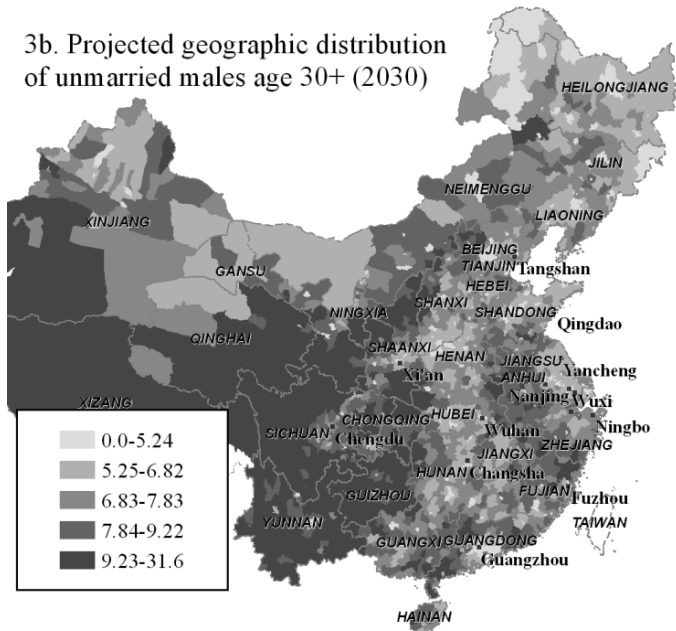 3b. Projected geographic distribution
of unmarried males age 30+ (2030)
HEILONGJIANG
JILIN
NEIMENGGU
LIAONING
XINJIANG
BEIJING
TIANJIN
Tangshan
GANSU
HEBEI
NINGXIA
SHANXI
SHANDONG
Qingdao
QINGHAI
SHAANXI
HENAN
JIANGSU
Yancheng
Xi'an
ANHUI
Nanjing
Wuxi
XIZANG
CHONGQING
HUBEI
Ningbo
SICHUAN
Chengdu
Wuhan
ZHEJIANG
JIANGXI
HUNAN
Changsha
GUIZHOU
FUJIAN
Fuzhou
YUNNAN
TAIWAN
GUANGXI
GUANGDONG
Guangzhou
HAINAN
0.0-5.24
5.25-6.82
6.83-7.83
7.84-9.22
9.23-31.6